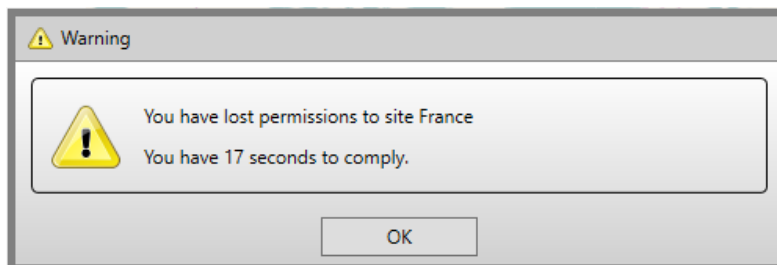 Warning
You have lost permissions to site France
You have 17 seconds to comply.
OK